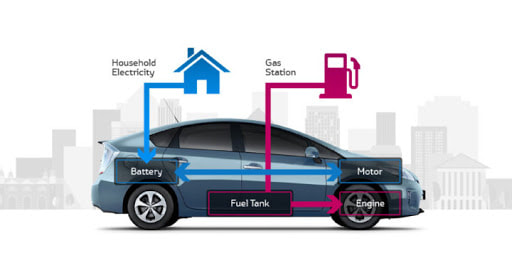 Household
Electricity
Gas
Station
Battery
Motor
Fuel Tank
Engine